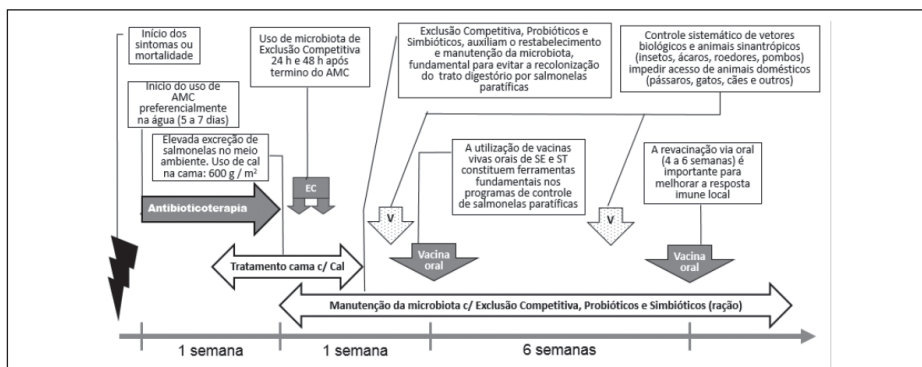 Início dos
sintomas ou
mortalidade
Início do uso de
AMC
preferencialmente
na água (5 a 7 dias)
Elevada excreção de
salmonelas no meio
ambiente. Uso de cal
na cama: 600 g / m²
Uso de microbiota de
Exclusão Competitiva
24 h e 48 h após
termino do AMC
Exclusão Competitiva, Probióticos e
Simbióticos, auxiliam o restabelecimento
e manutenção da microbiota,
fundamental para evitar a recolonização
do trato digestório por salmonelas
paratíficas
Controle sistemático de vetores
biológicos e animais sinantrópicos
(insetos, ácaros, roedores, pombos)
impedir acesso de animais domésticos
(pássaros, gatos, cães e outros)
A utilização de vacinas
vivas orais de SE e ST
constituem ferramentas
fundamentais nos
programas de controle
de salmonelas paratíficas
A revacinação via oral
(4 a 6 semanas) é
importante para
melhorar a resposta
imune local
Antibioticoterapia
EC
V
Vacina
oral
V
Vacina
oral
Tratamento cama c/ Cal
Manutenção da microbiota c/ Exclusão Competitiva, Probióticos e Simbióticos (ração)
1 semana
1 semana
6 semanas